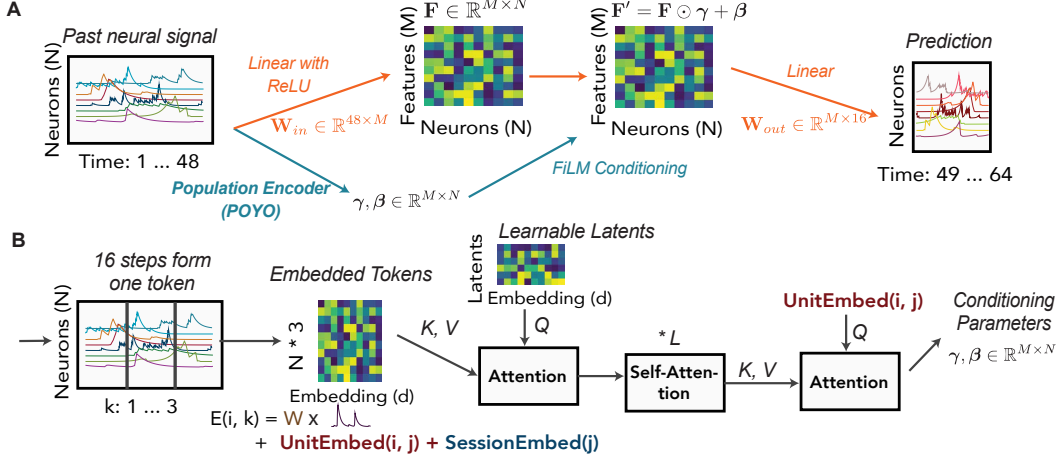 A
Past neural signal
Neurons (N)
Time: 1 ... 48
Linear with
ReLU
W_in ∈ ℝ^{48×M}
Population Encoder
(POYO)
F ∈ ℝ^{M×N}
Features (M)
Neurons (N)
γ, β ∈ ℝ^{M×N}
F′ = F ⊙ γ + β
Features (M)
Neurons (N)
FiLM Conditioning
Linear
W_out ∈ ℝ^{M×16}
Prediction
Neurons
Time: 49 ... 64
B
16 steps form
one token
Neurons (N)
k: 1 ... 3
Embedded Tokens
N * 3
Embedding (d)
E(i, k) = W x
+ UnitEmbed(i, j) + SessionEmbed(j)
K, V
Learnable Latents
Latents
Embedding (d)
Q
Attention
* L
Self-Atten-
tion
K, V
UnitEmbed(i, j)
Q
Attention
Conditioning
Parameters
γ, β ∈ ℝ^{M×N}